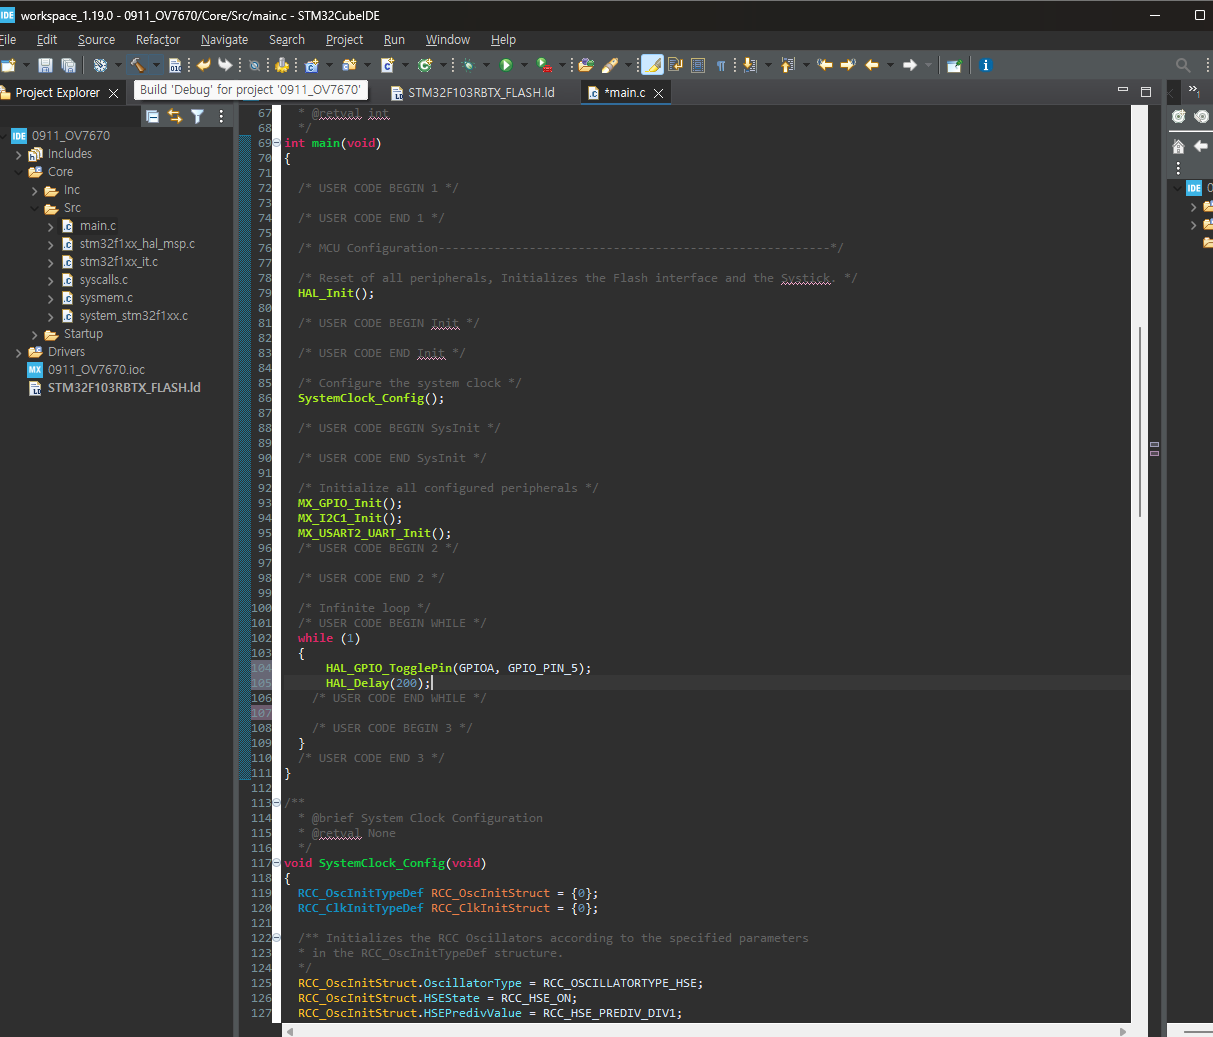 IDE workspace_1.19.0 - 0911_OV7670/Core/Src/main.c - STM32CubeIDE
File Edit Source Refactor Navigate Search Project Run Window Help
Project Explorer
Build 'Debug' for project '0911_OV7670'
STM32F103RBTX_FLASH.ld
*main.c
IDE 0911_OV7670
Includes
Core
Inc
Src
main.c
stm32f1xx_hal_msp.c
stm32f1xx_it.c
syscalls.c
sysmem.c
system_stm32f1xx.c
Startup
Drivers
MX 0911_OV7670.ioc
STM32F103RBTX_FLASH.ld
67 * @retval int
68 */
69 int main(void)
70 {
71
72 /* USER CODE BEGIN 1 */
73
74 /* USER CODE END 1 */
75
76 /* MCU Configuration--------------------------------------------------------*/
77
78 /* Reset of all peripherals, Initializes the Flash interface and the Systick. */
79 HAL_Init();
80
81 /* USER CODE BEGIN Init */
82
83 /* USER CODE END Init */
84
85 /* Configure the system clock */
86 SystemClock_Config();
87
88 /* USER CODE BEGIN SysInit */
89
90 /* USER CODE END SysInit */
91
92 /* Initialize all configured peripherals */
93 MX_GPIO_Init();
94 MX_I2C1_Init();
95 MX_USART2_UART_Init();
96 /* USER CODE BEGIN 2 */
97
98 /* USER CODE END 2 */
99
100 /* Infinite loop */
101 /* USER CODE BEGIN WHILE */
102 while (1)
103 {
104 HAL_GPIO_TogglePin(GPIOA, GPIO_PIN_5);
105 HAL_Delay(200);
106 /* USER CODE END WHILE */
107
108 /* USER CODE BEGIN 3 */
109 }
110 /* USER CODE END 3 */
111 }
112
113 /**
114 * @brief System Clock Configuration
115 * @retval None
116 */
117 void SystemClock_Config(void)
118 {
119 RCC_OscInitTypeDef RCC_OscInitStruct = {0};
120 RCC_ClkInitTypeDef RCC_ClkInitStruct = {0};
121
122 /** Initializes the RCC Oscillators according to the specified parameters
123 * in the RCC_OscInitTypeDef structure.
124 */
125 RCC_OscInitStruct.OscillatorType = RCC_OSCILLATORTYPE_HSE;
126 RCC_OscInitStruct.HSEState = RCC_HSE_ON;
127 RCC_OscInitStruct.HSEPredivValue = RCC_HSE_PREDIV_DIV1;
IDE 0